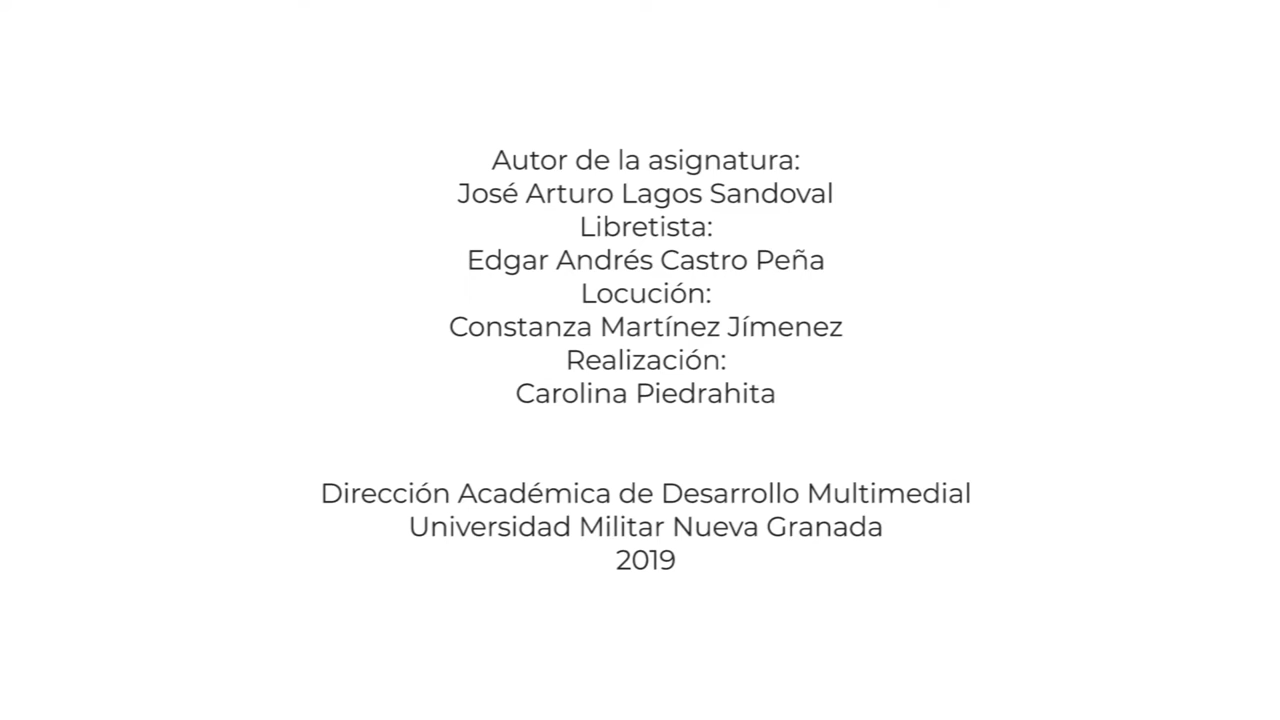 Autor de la asignatura:
José Arturo Lagos Sandoval
Libretista:
Edgar Andrés Castro Peña
Locución:
Constanza Martínez Jímenez
Realización:
Carolina Piedrahita
Dirección Académica de Desarrollo Multimedial
Universidad Militar Nueva Granada
2019